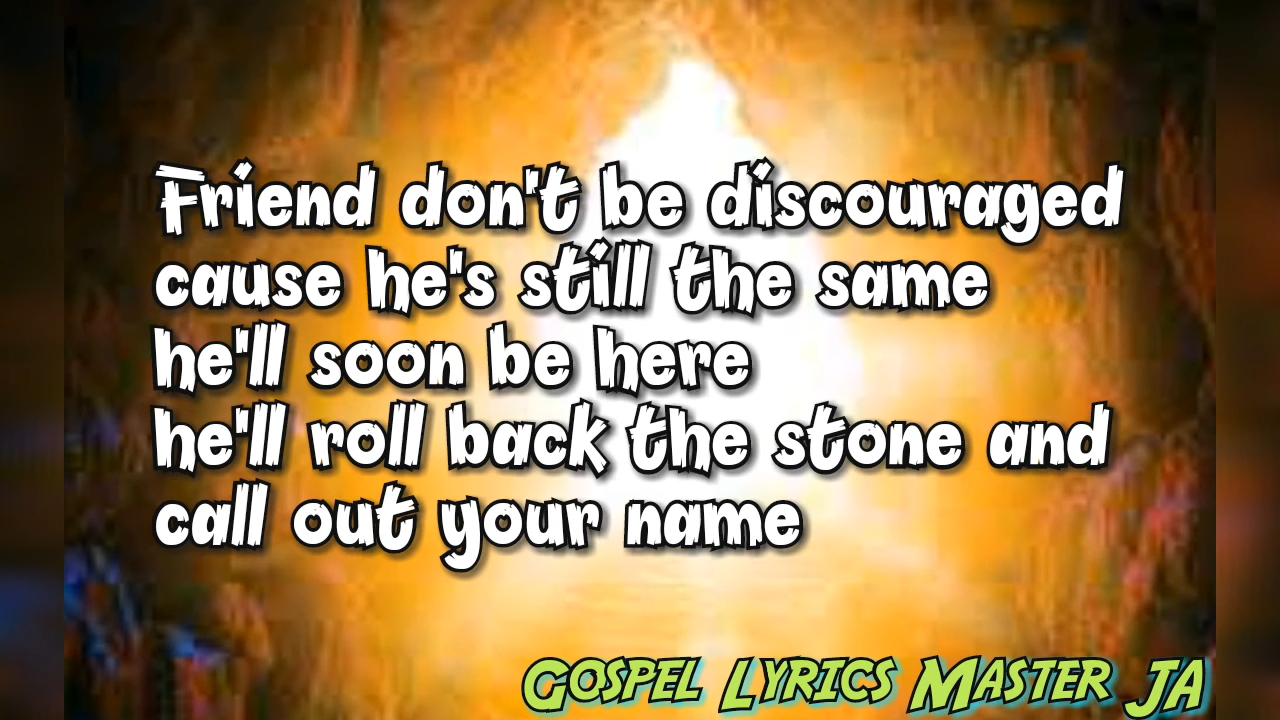 Friend don't be discouraged
cause he's still the same
he'll soon be here
he'll roll back the stone and
call out your name
Gospel Lyrics Master JA